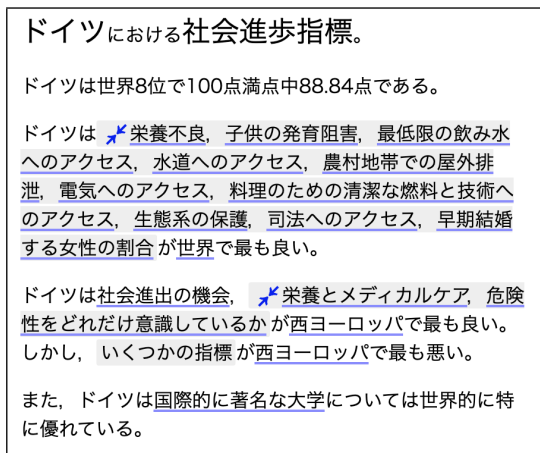 ドイツにおける社会進歩指標。
ドイツは世界8位で100点満点中88.84点である。
ドイツは 栄養不良, 子供の発育阻害, 最低限の飲み水
へのアクセス, 水道へのアクセス, 農村地帯での屋外排
泄, 電気へのアクセス, 料理のための清潔な燃料と技術へ
のアクセス, 生態系の保護, 司法へのアクセス, 早期結婚
する女性の割合 が世界で最も良い。
ドイツは社会進出の機会, 栄養とメディカルケア, 危険
性をどれだけ意識しているか が西ヨーロッパで最も良い。
しかし, いくつかの指標 が西ヨーロッパで最も悪い。
また, ドイツは国際的に著名な大学については世界的に特
に優れている。